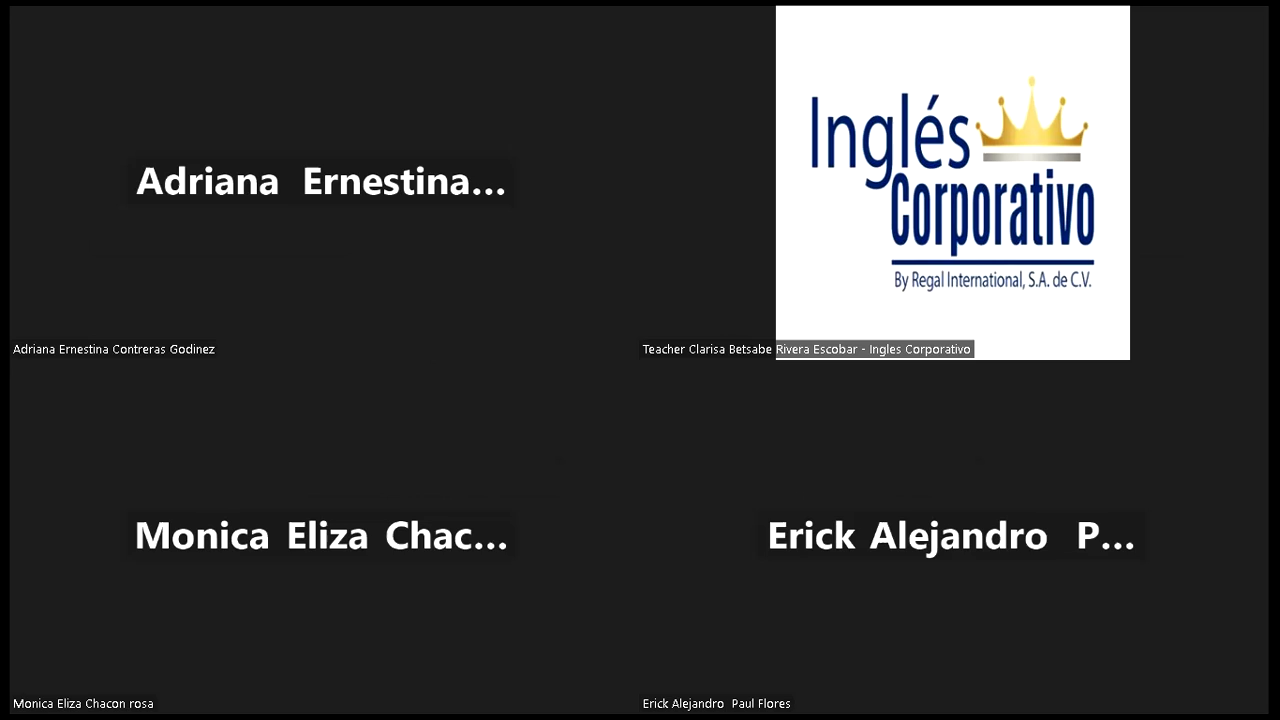 Adriana Ernestina...
Adriana Ernestina Contreras Godinez
Inglés
Corporativo
By Regal International, S.A. de C.V.
Teacher Clarisa Betsabe Rivera Escobar - Ingles Corporativo
Monica Eliza Chac...
Monica Eliza Chacon rosa
Erick Alejandro P...
Erick Alejandro Paul Flores